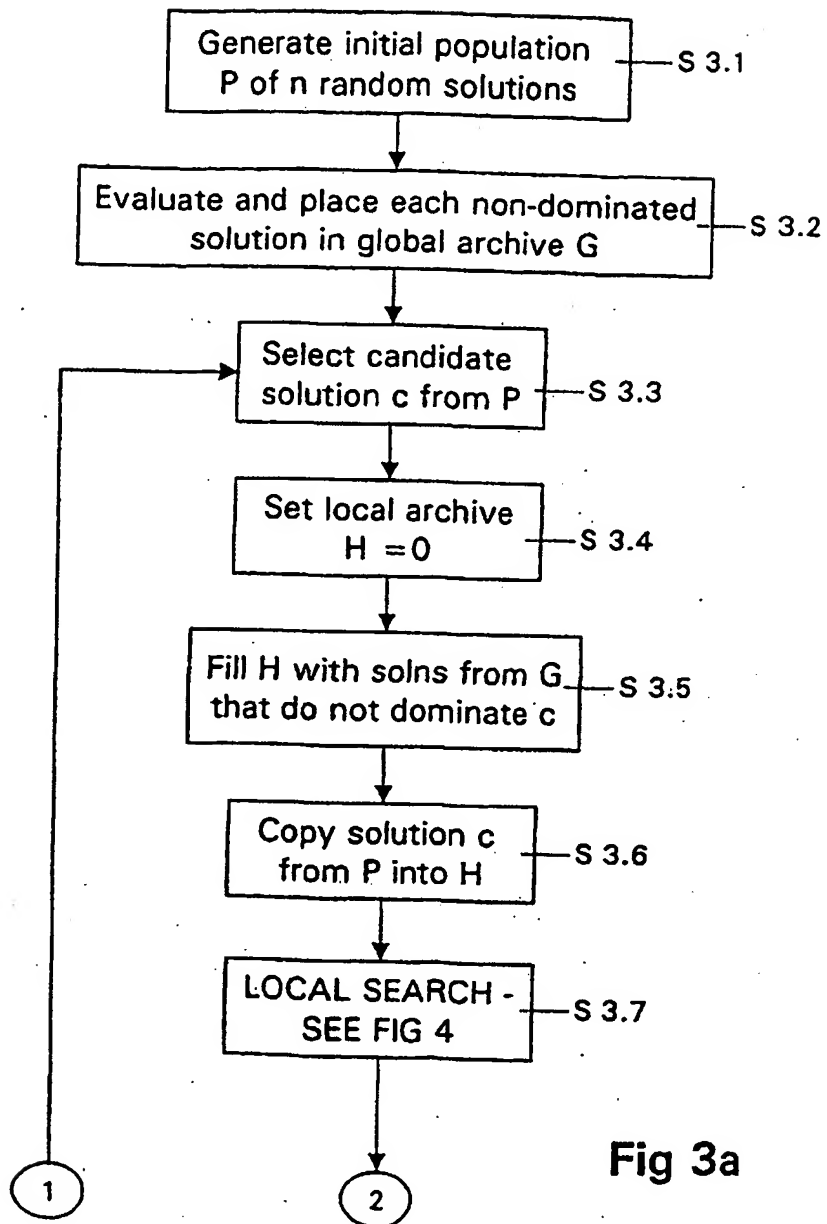 Generate initial population
P of n random solutions
S 3.1
Evaluate and place each non-dominated
solution in global archive G
S 3.2
Select candidate
solution c from P
S 3.3
Set local archive
H = 0
S 3.4
Fill H with solns from G
that do not dominate c
S 3.5
Copy solution c
from P into H
S 3.6
LOCAL SEARCH -
SEE FIG 4
S 3.7
1
2
Fig 3a